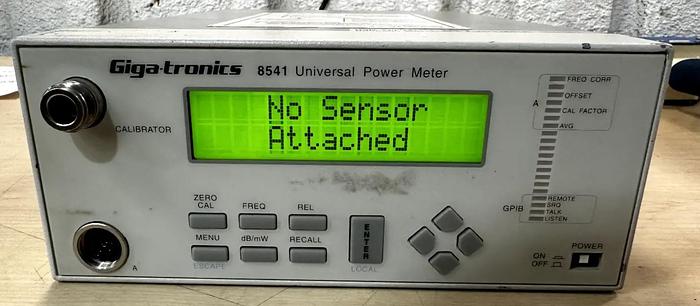 Giga-tronics 8541 Universal Power Meter
No Sensor
Attached
CALIBRATOR
A
FREQ CORR
OFFSET
CAL FACTOR
AVG
ZERO
CAL
FREQ
REL
MENU
dB/mW
RECALL
ESCAPE
ENTER
LOCAL
A
GPIB
REMOTE
SRQ
TALK
LISTEN
POWER
ON
OFF